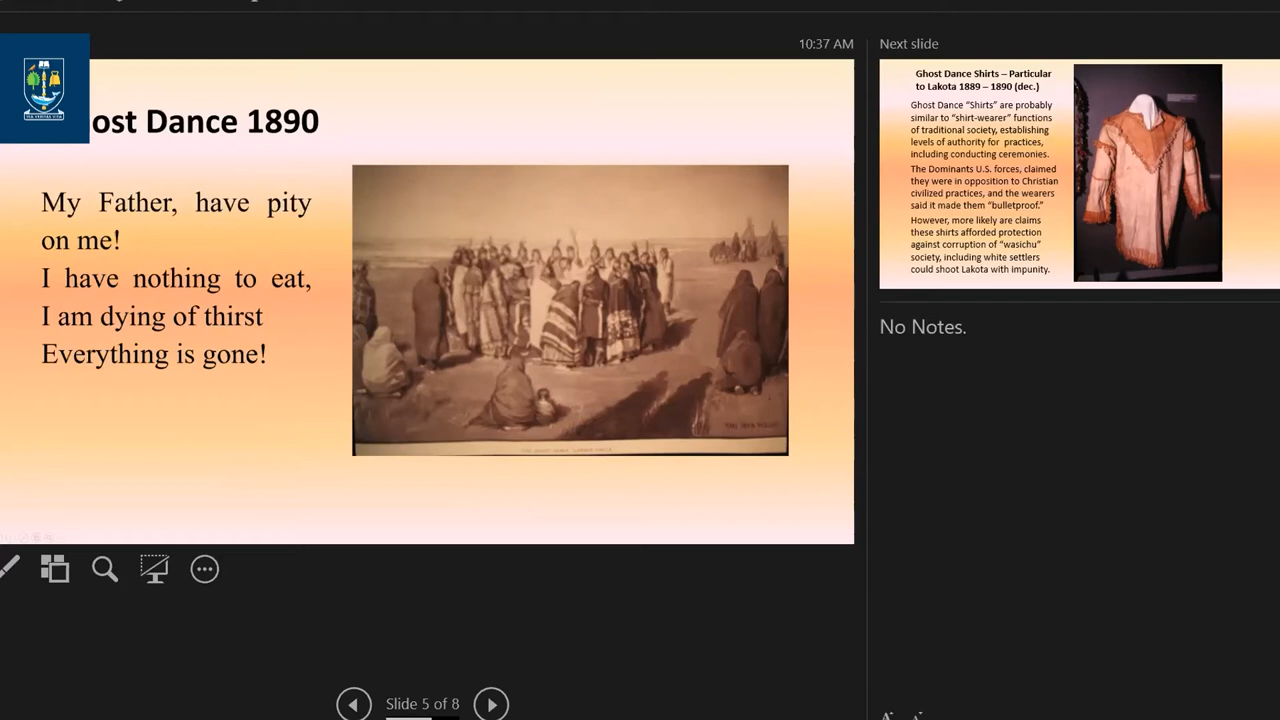 10:37 AM
Next slide
ost Dance 1890
My Father, have pity
on me!
I have nothing to eat,
I am dying of thirst
Everything is gone!
Ghost Dance Shirts – Particular
to Lakota 1889 – 1890 (dec.)
Ghost Dance “Shirts” are probably
similar to “shirt-wearer” functions
of traditional society, establishing
levels of authority for practices,
including conducting ceremonies.
The Dominants U.S. forces, claimed
they were in opposition to Christian
civilized practices, and the wearers
said it made them “bulletproof.”
However, more likely are claims
these shirts afforded protection
against corruption of “wasichu”
society, including white settlers
could shoot Lakota with impunity.
No Notes.
Slide 5 of 8